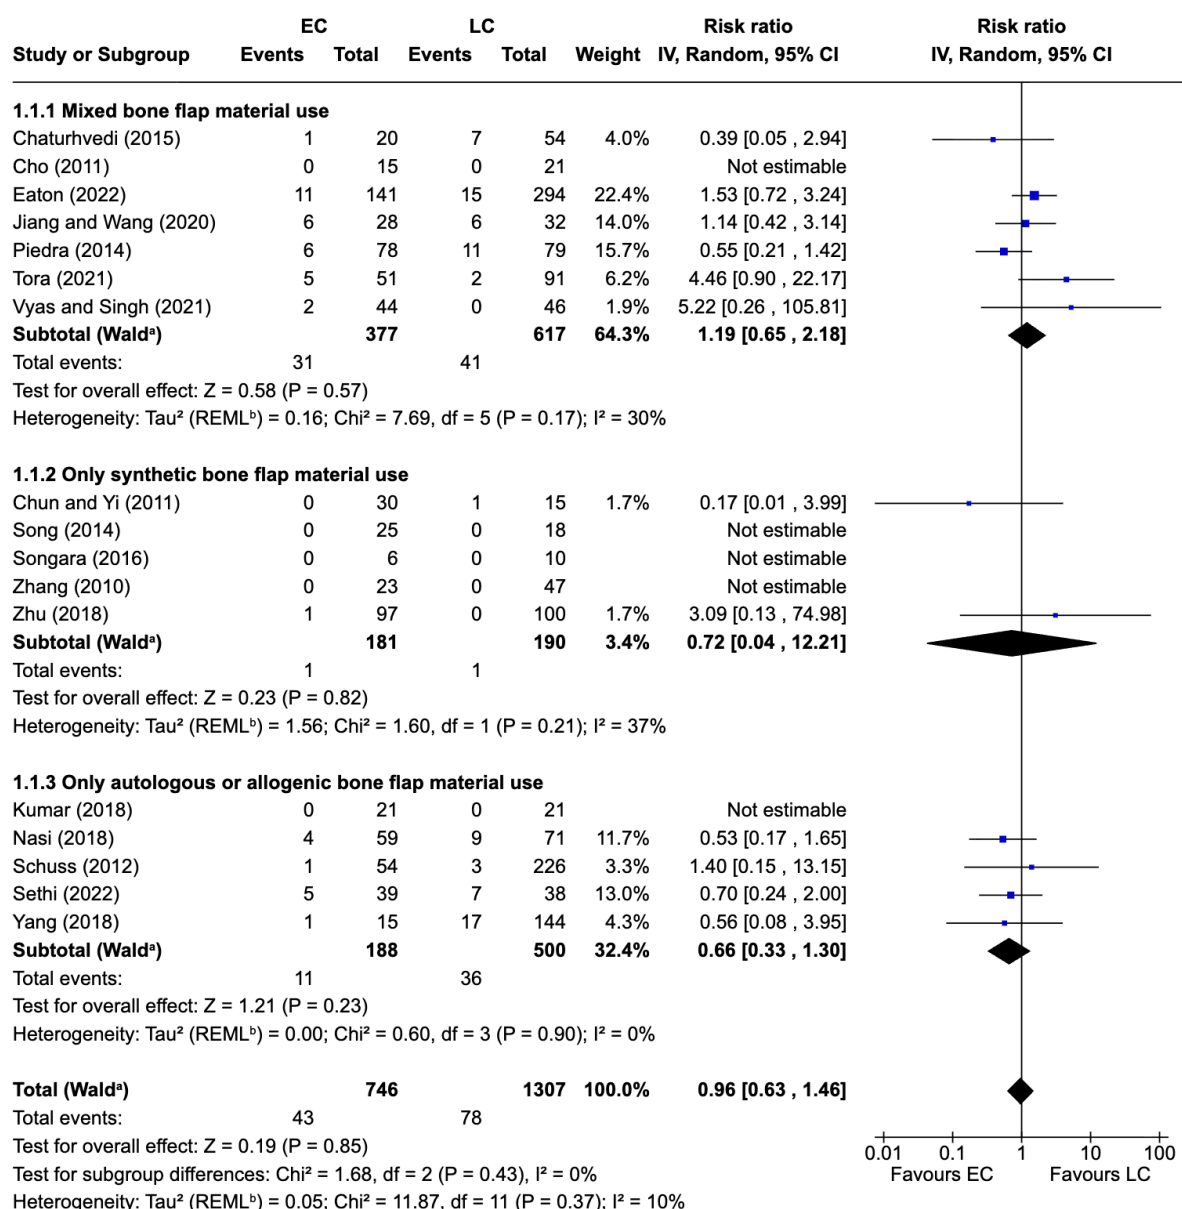 EC LC Risk ratio Risk ratio
Study or Subgroup Events Total Events Total Weight IV, Random, 95% CI IV, Random, 95% CI
1.1.1 Mixed bone flap material use
Chaturhvedi (2015) 1 20 7 54 4.0% 0.39 [0.05 , 2.94]
Cho (2011) 0 15 0 21 Not estimable
Eaton (2022) 11 141 15 294 22.4% 1.53 [0.72 , 3.24]
Jiang and Wang (2020) 6 28 6 32 14.0% 1.14 [0.42 , 3.14]
Piedra (2014) 6 78 11 79 15.7% 0.55 [0.21 , 1.42]
Tora (2021) 5 51 2 91 6.2% 4.46 [0.90 , 22.17]
Vyas and Singh (2021) 2 44 0 46 1.9% 5.22 [0.26 , 105.81]
Subtotal (Waldᵃ) 377 617 64.3% 1.19 [0.65 , 2.18]
Total events: 31 41
Test for overall effect: Z = 0.58 (P = 0.57)
Heterogeneity: Tau² (REMLᵇ) = 0.16; Chi² = 7.69, df = 5 (P = 0.17); I² = 30%
1.1.2 Only synthetic bone flap material use
Chun and Yi (2011) 0 30 1 15 1.7% 0.17 [0.01 , 3.99]
Song (2014) 0 25 0 18 Not estimable
Songara (2016) 0 6 0 10 Not estimable
Zhang (2010) 0 23 0 47 Not estimable
Zhu (2018) 1 97 0 100 1.7% 3.09 [0.13 , 74.98]
Subtotal (Waldᵃ) 181 190 3.4% 0.72 [0.04 , 12.21]
Total events: 1 1
Test for overall effect: Z = 0.23 (P = 0.82)
Heterogeneity: Tau² (REMLᵇ) = 1.56; Chi² = 1.60, df = 1 (P = 0.21); I² = 37%
1.1.3 Only autologous or allogenic bone flap material use
Kumar (2018) 0 21 0 21 Not estimable
Nasi (2018) 4 59 9 71 11.7% 0.53 [0.17 , 1.65]
Schuss (2012) 1 54 3 226 3.3% 1.40 [0.15 , 13.15]
Sethi (2022) 5 39 7 38 13.0% 0.70 [0.24 , 2.00]
Yang (2018) 1 15 17 144 4.3% 0.56 [0.08 , 3.95]
Subtotal (Waldᵃ) 188 500 32.4% 0.66 [0.33 , 1.30]
Total events: 11 36
Test for overall effect: Z = 1.21 (P = 0.23)
Heterogeneity: Tau² (REMLᵇ) = 0.00; Chi² = 0.60, df = 3 (P = 0.90); I² = 0%
Total (Waldᵃ) 746 1307 100.0% 0.96 [0.63 , 1.46]
Total events: 43 78
Test for overall effect: Z = 0.19 (P = 0.85)
0.01 0.1 1 10 100
Test for subgroup differences: Chi² = 1.68, df = 2 (P = 0.43), I² = 0%
Favours EC Favours LC
Heterogeneity: Tau² (REMLᵇ) = 0.05; Chi² = 11.87, df = 11 (P = 0.37); I² = 10%